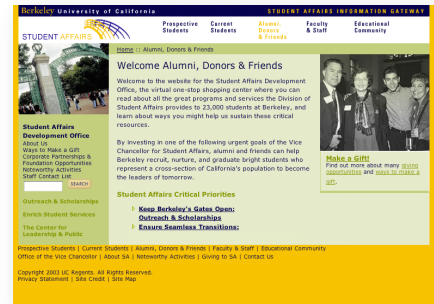 Berkeley University of California
STUDENT AFFAIRS INFORMATION GATEWAY
STUDENT AFFAIRS
Prospective Students
Current Students
Alumni, Donors & Friends
Faculty & Staff
Educational Community
Home :: Alumni, Donors & Friends
Welcome Alumni, Donors & Friends
Welcome to the website for the Student Affairs Development
Office, the virtual one-stop shopping center where you can
read about all the great programs and services the Division of
Student Affairs provides to 23,000 students at Berkeley, and
learn about ways you might help us sustain these critical
resources.
By investing in one of the following urgent goals of the Vice
Chancellor for Student Affairs, alumni and friends can help
Berkeley recruit, nurture, and graduate bright students who
represent a cross-section of California's population to become
the leaders of tomorrow.
Student Affairs Critical Priorities
Keep Berkeley's Gates Open:
Outreach & Scholarships
Ensure Seamless Transitions:
Student Affairs
Development Office
About Us
Ways to Make a Gift
Corporate Partnerships &
Foundation Opportunities
Noteworthy Activities
Staff Contact List
SEARCH
Outreach & Scholarships
Enrich Student Services
The Center for
Leadership & Public
Make a Gift!
Find out more about many giving
opportunities and ways to make a
gift.
Prospective Students | Current Students | Alumni, Donors & Friends | Faculty & Staff | Educational Community
Office of the Vice Chancellor | About SA | Noteworthy Activities | Giving to SA | Contact Us
Copyright 2003 UC Regents. All Rights Reserved.
Privacy Statement | Site Credit | Site Map